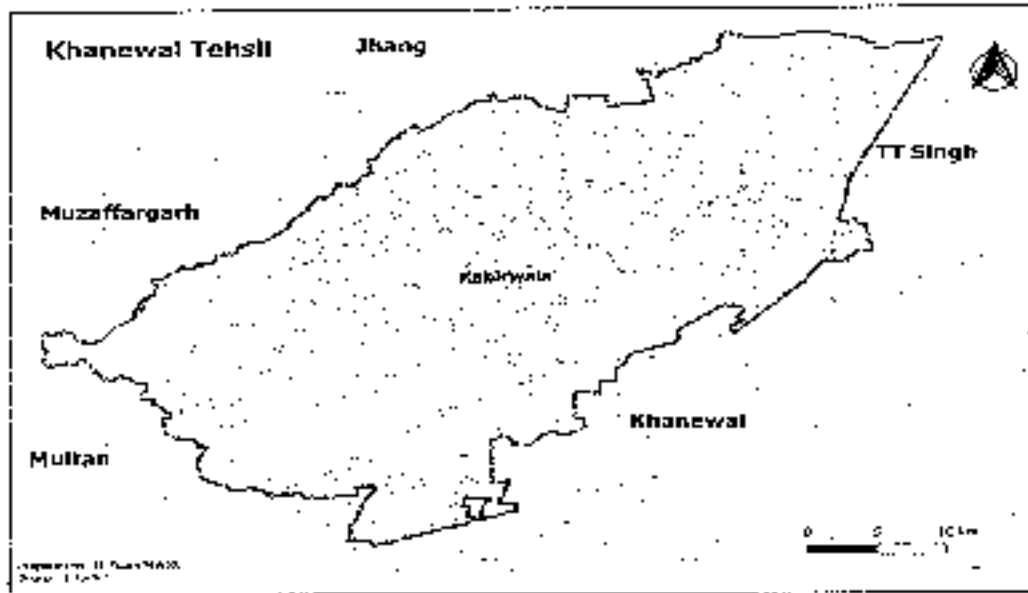 Khanewal Tehsil
Jhang
TT Singh
Muzaffargarh
Kabirwala
Khanewal
Multan
0 5 10 km